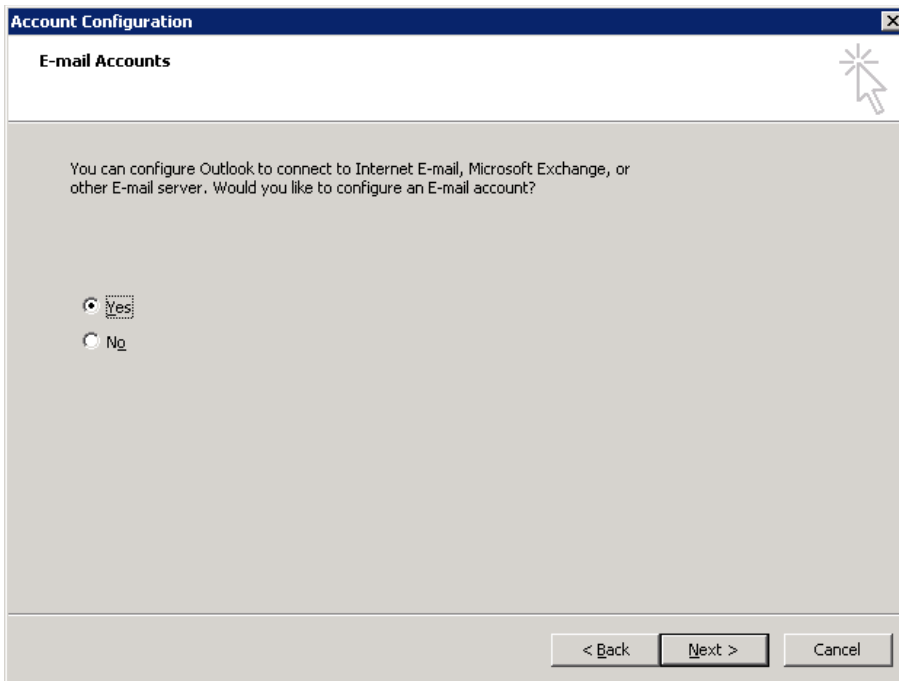 Account Configuration
E-mail Accounts
You can configure Outlook to connect to Internet E-mail, Microsoft Exchange, or
other E-mail server. Would you like to configure an E-mail account?
Yes
No
< Back Next > Cancel